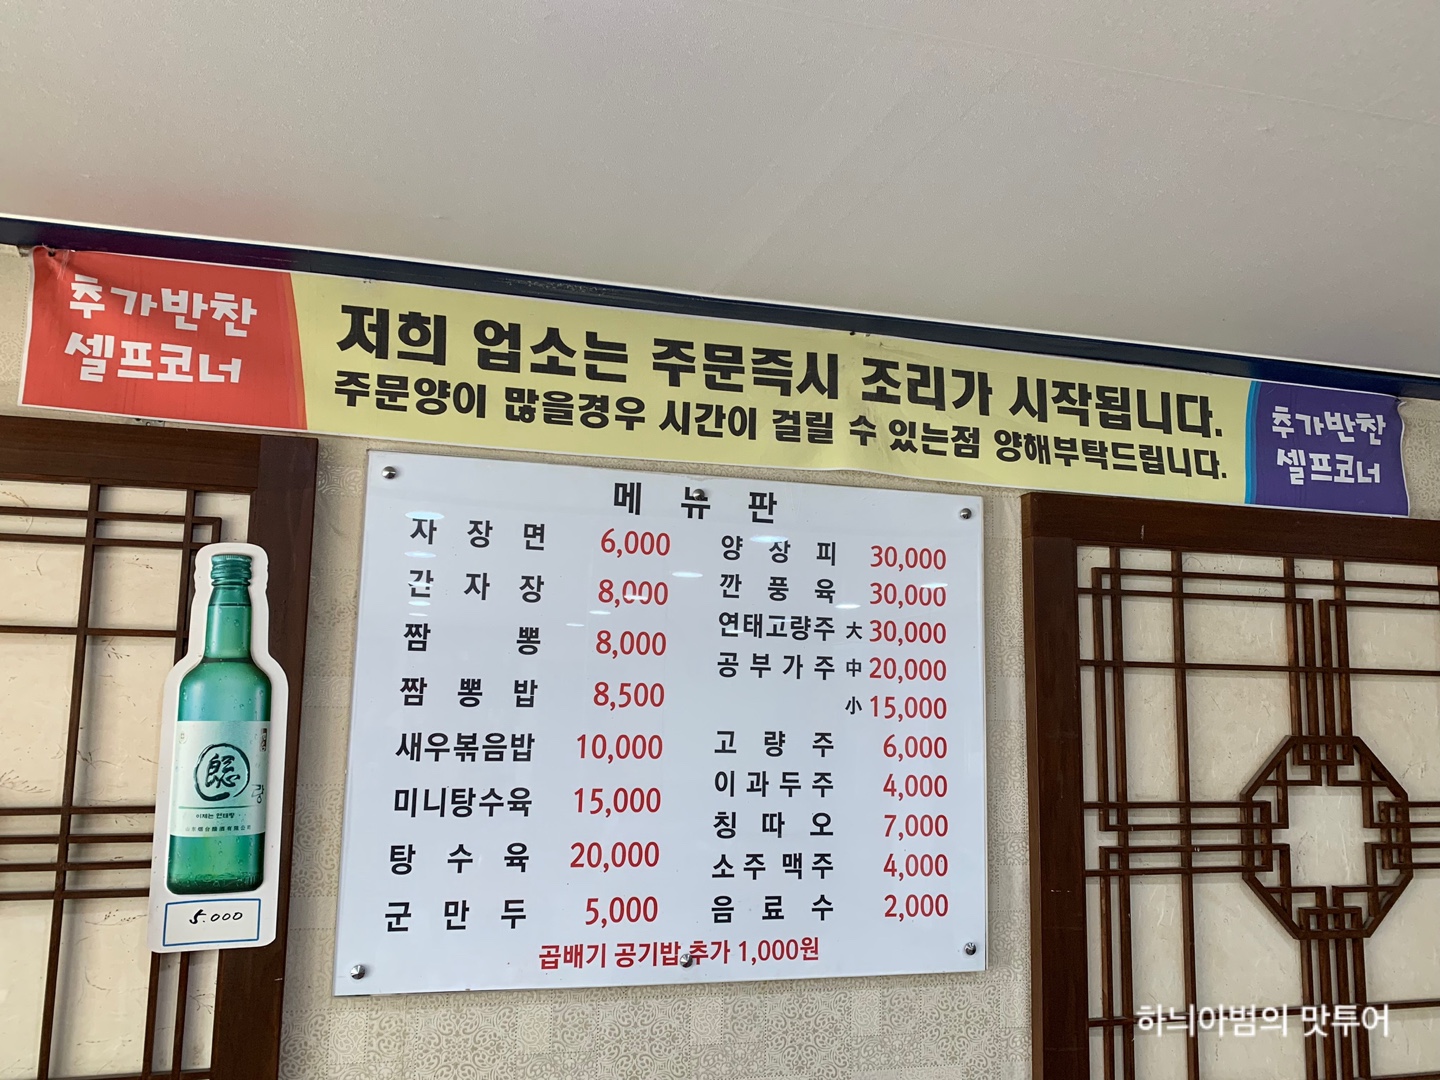 추가반찬
셀프코너
저희 업소는 주문즉시 조리가 시작됩니다.
주문양이 많을경우 시간이 걸릴 수 있는점 양해부탁드립니다.
추가반찬
셀프코너
메 뉴 판
자 장 면 6,000
간 자 장 8,000
짬 뽕 8,000
짬 뽕 밥 8,500
새우볶음밥 10,000
미니탕수육 15,000
탕 수 육 20,000
군 만 두 5,000
양 장 피 30,000
깐 풍 육 30,000
연태고량주 大 30,000
공 부 가 주 中 20,000
小 15,000
고 량 주 6,000
이 과 두 주 4,000
칭 따 오 7,000
소 주 맥 주 4,000
음 료 수 2,000
곱배기 공기밥 추가 1,000원
이제는 연태랑
5.000
하늬아범의 맛투어